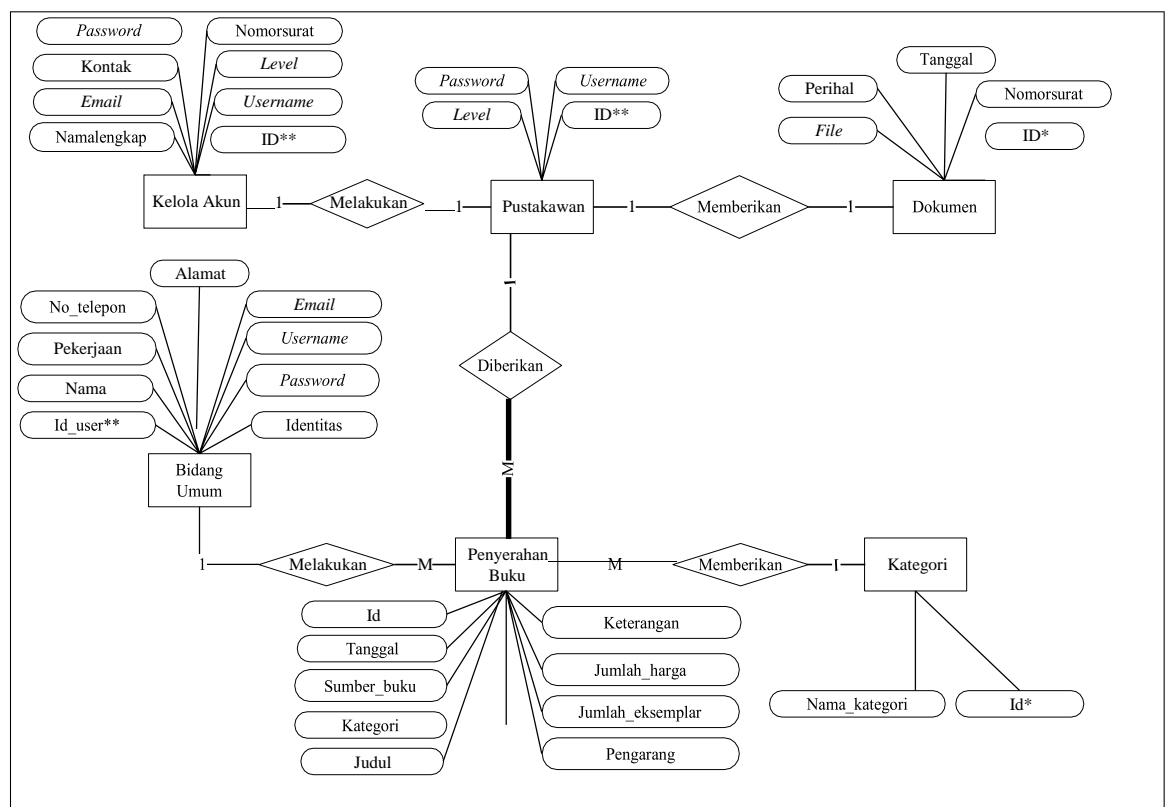 Password
Nomorsurat
Kontak
Level
Email
Username
Namalengkap
ID**
Kelola Akun
1
Melakukan
1
Password
Username
Level
ID**
Pustakawan
1
Memberikan
1
Tanggal
Perihal
Nomorsurat
File
ID*
Dokumen
1
Diberikan
M
Alamat
No_telepon
Email
Pekerjaan
Username
Nama
Password
Id_user**
Identitas
Bidang
Umum
1
Melakukan
M
Penyerahan
Buku
M
Memberikan
1
Kategori
Id
Keterangan
Tanggal
Jumlah_harga
Sumber_buku
Kategori
Jumlah_eksemplar
Judul
Pengarang
Nama_kategori
Id*